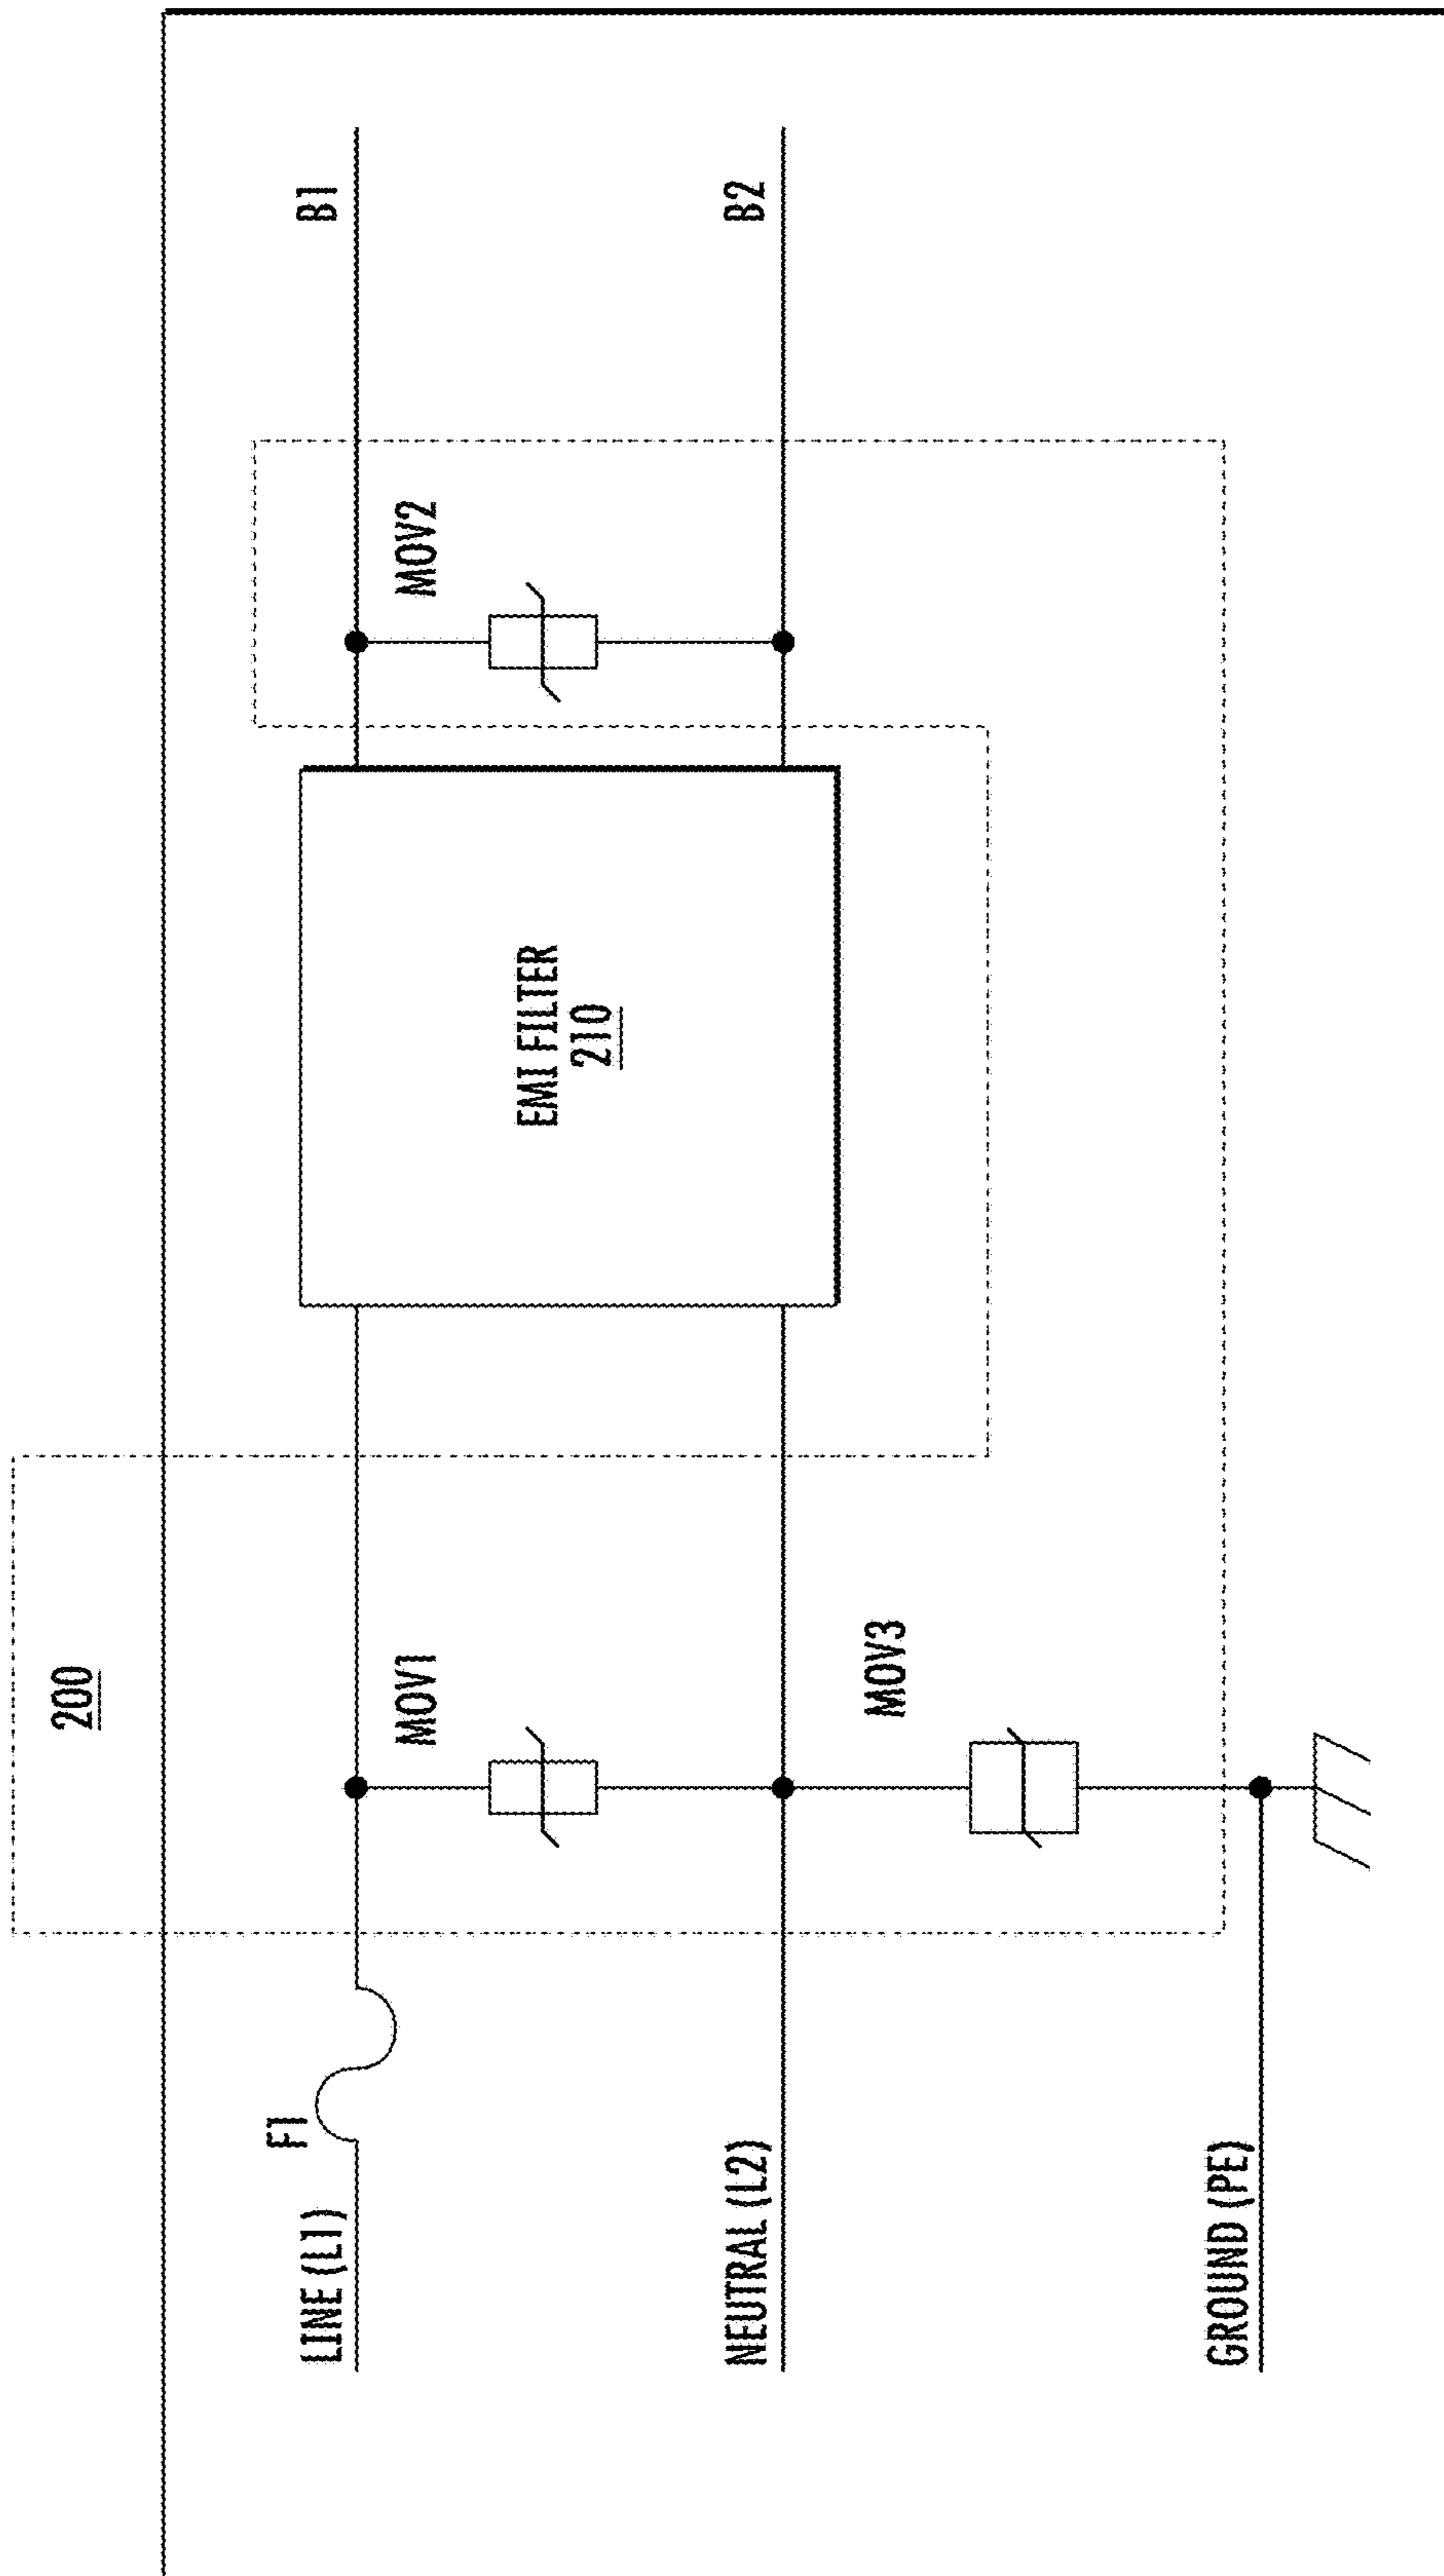 200
F1
LINE (L1)
MOV1
EMI FILTER
210
MOV2
B1
NEUTRAL (L2)
B2
MOV3
GROUND (PE)